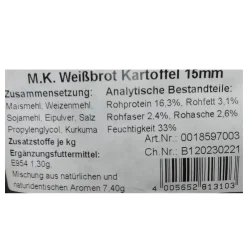 M.K. Weißbrot Kartoffel 15mm
Zusammensetzung:
Maismehl, Weizenmehl,
Sojamehl, Eipulver, Salz
Propylenglycol, Kurkuma
Zusatzstoffe je kg
Ergänzungsfuttermittel:
E954 1.30g,
Mischung aus natürlichen und
naturidentischen Aromen 7.40g
Analytische Bestandteile:
Rohprotein 16,3%, Rohfett 3,1%
Rohfaser 2,4%, Rohasche 2,6%
Feuchtigkeit 33%
Art.Nr.: 0018597003
Ch.Nr.: B120230221
4 005652 813103